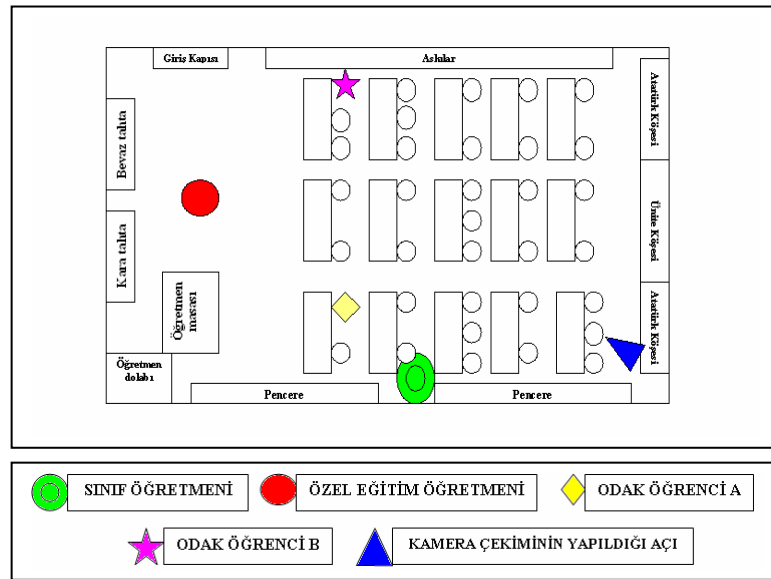 Giriş Kapısı
Askılar
Beyaz tahta
Kara tahta
Öğretmen
masası
Öğretmen
dolabı
Pencere
Pencere
Atatürk Köşesi
Ünite Köşesi
Atatürk Köşesi
SINIF ÖĞRETMENİ
ÖZEL EĞİTİM ÖĞRETMENİ
ODAK ÖĞRENCİ A
ODAK ÖĞRENCİ B
KAMERA ÇEKİMİNİN YAPILDIĞI AÇI